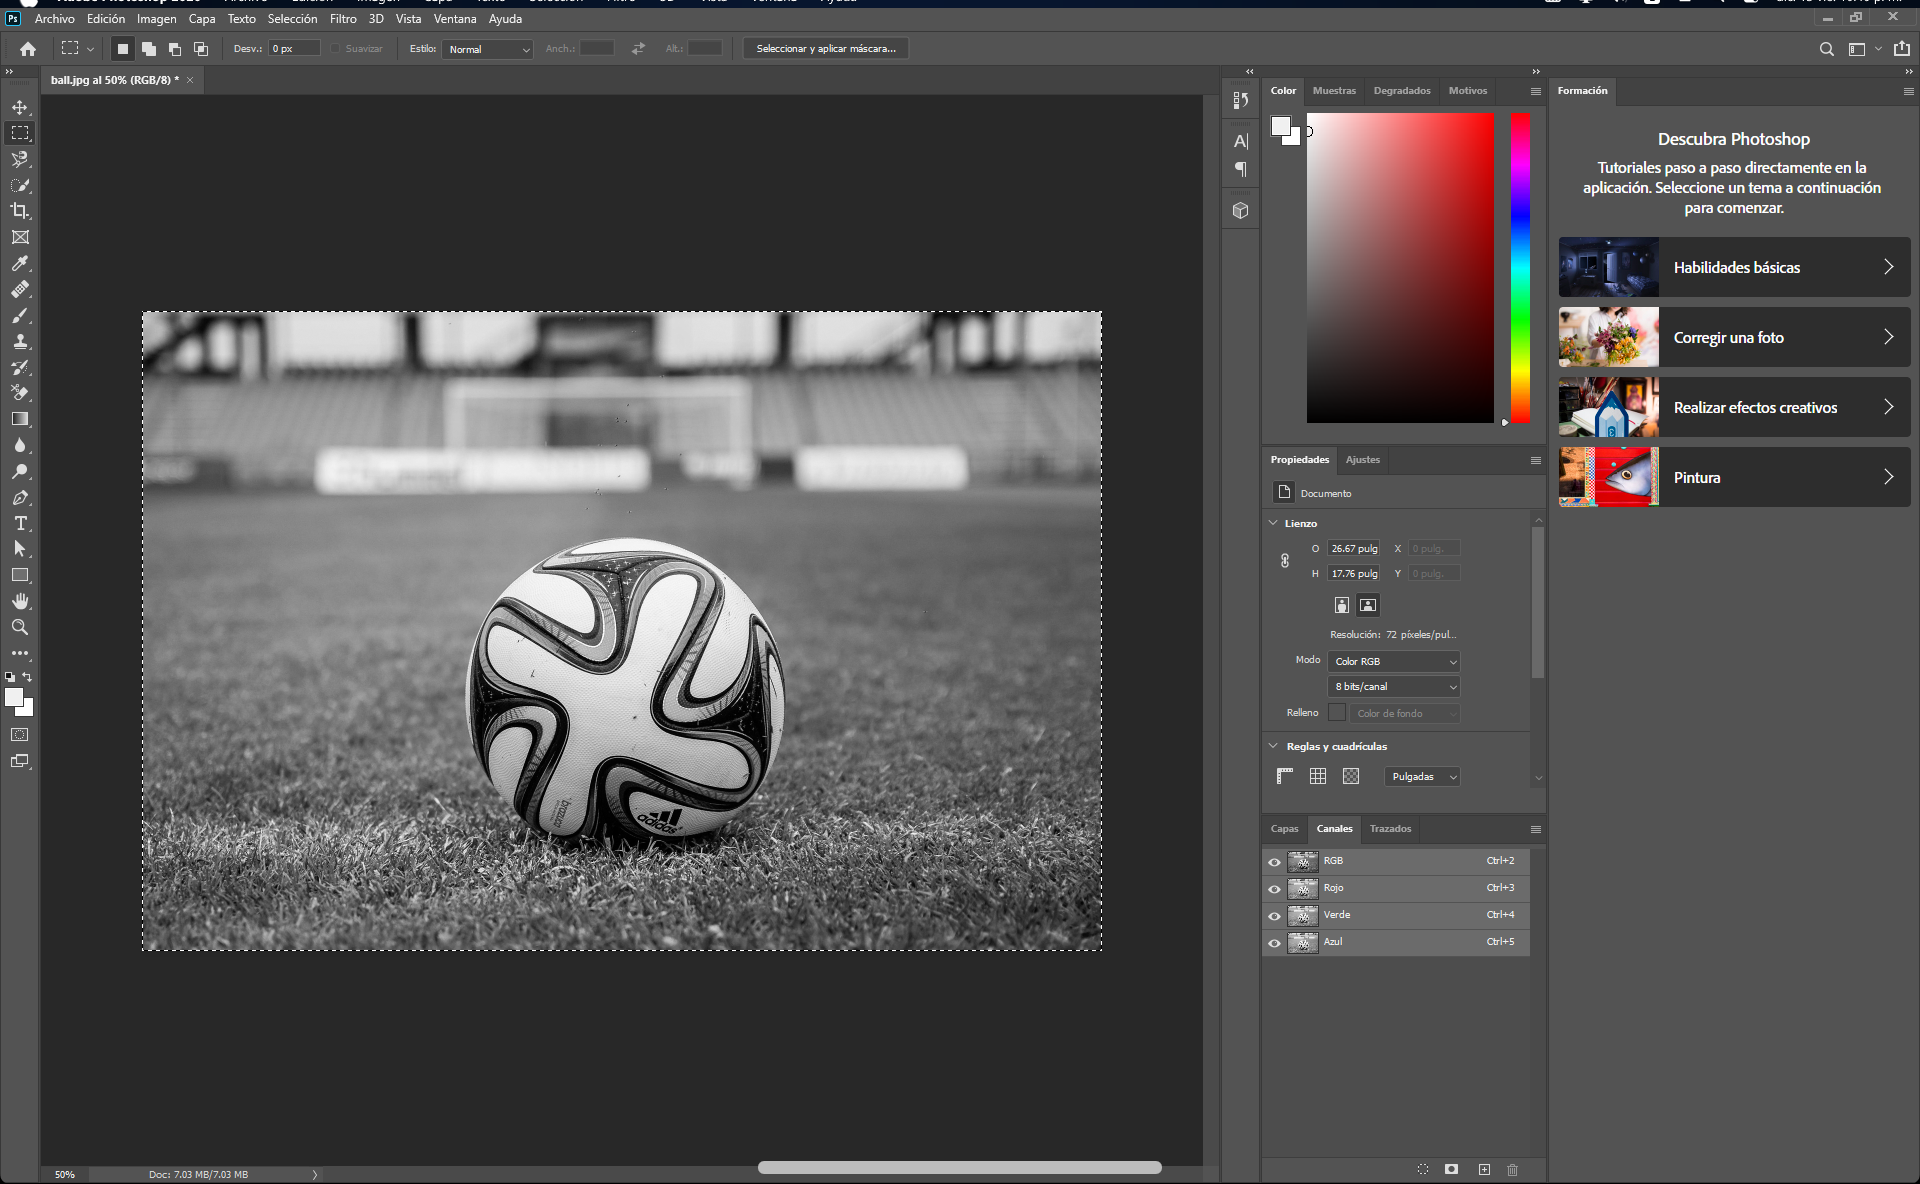 Archivo Edición Imagen Capa Texto Selección Filtro 3D Vista Ventana Ayuda
Desv.: 0 px Suavizar Estilo: Normal Anch.: Alt.: Seleccionar y aplicar máscara...
ball.jpg al 50% (RGB/8) *
Color Muestras Degradados Motivos
Formación
Descubra Photoshop
Tutoriales paso a paso directamente en la
aplicación. Seleccione un tema a continuación
para comenzar.
Habilidades básicas
Corregir una foto
Realizar efectos creativos
Pintura
Propiedades Ajustes
Documento
Lienzo
O 26.67 pulg X 0 pulg.
H 17.76 pulg Y 0 pulg.
Resolución: 72 píxeles/pul...
Modo Color RGB
8 bits/canal
Relleno Color de fondo
Reglas y cuadrículas
Pulgadas
Capas Canales Trazados
RGB Ctrl+2
Rojo Ctrl+3
Verde Ctrl+4
Azul Ctrl+5
brazuca
adidas
50% Doc: 7.03 MB/7.03 MB